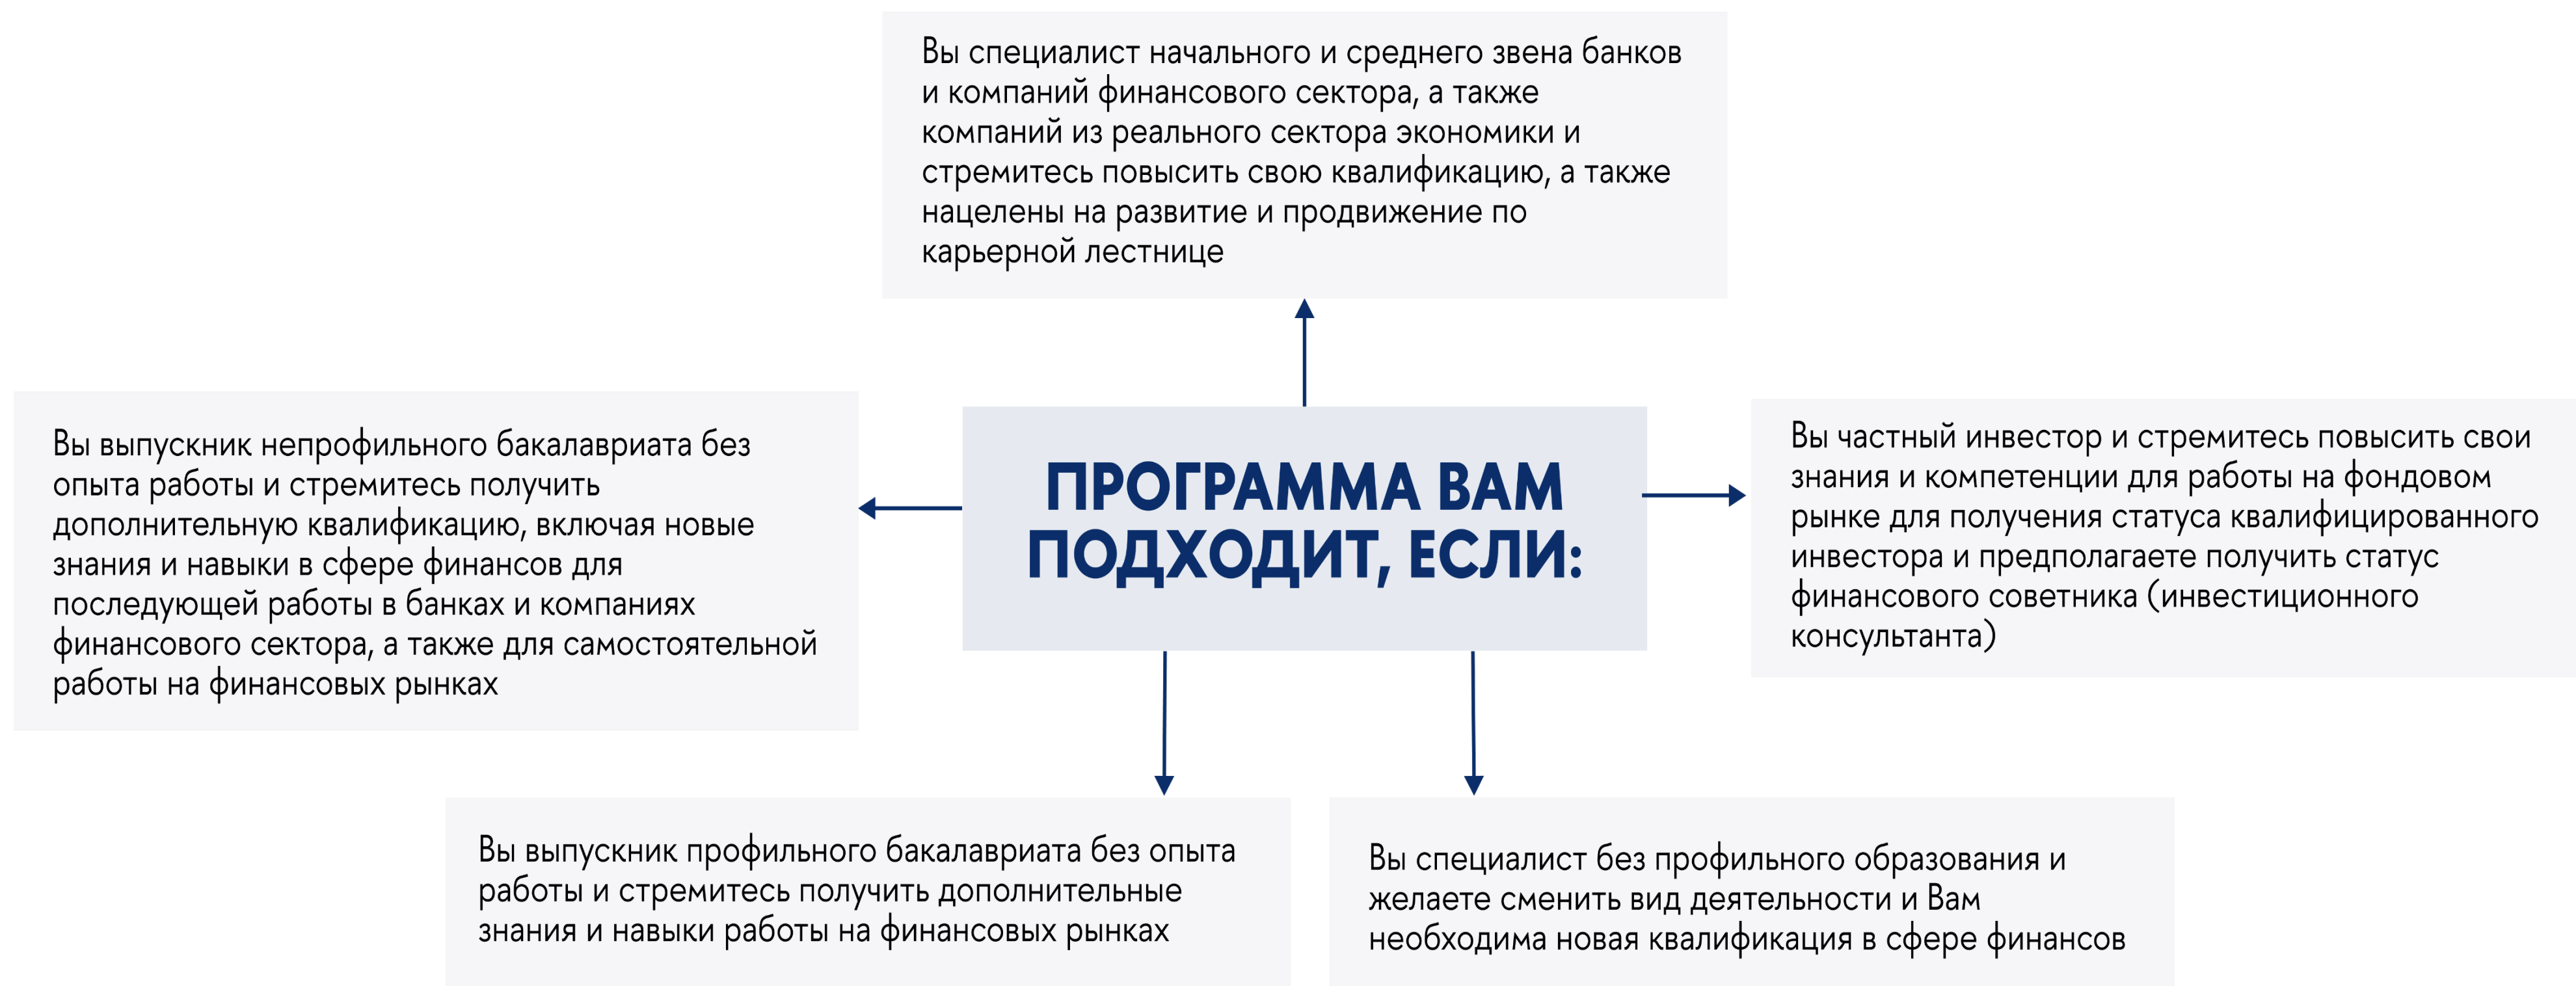 Вы специалист начального и среднего звена банков
и компаний финансового сектора, а также
компаний из реального сектора экономики и
стремитесь повысить свою квалификацию, а также
нацелены на развитие и продвижение по
карьерной лестнице
Вы выпускник непрофильного бакалавриата без
опыта работы и стремитесь получить
дополнительную квалификацию, включая новые
знания и навыки в сфере финансов для
последующей работы в банках и компаниях
финансового сектора, а также для самостоятельной
работы на финансовых рынках
ПРОГРАММА ВАМ
ПОДХОДИТ, ЕСЛИ:
Вы частный инвестор и стремитесь повысить свои
знания и компетенции для работы на фондовом
рынке для получения статуса квалифицированного
инвестора и предполагаете получить статус
финансового советника (инвестиционного
консультанта)
Вы выпускник профильного бакалавриата без опыта
работы и стремитесь получить дополнительные
знания и навыки работы на финансовых рынках
Вы специалист без профильного образования и
желаете сменить вид деятельности и Вам
необходима новая квалификация в сфере финансов